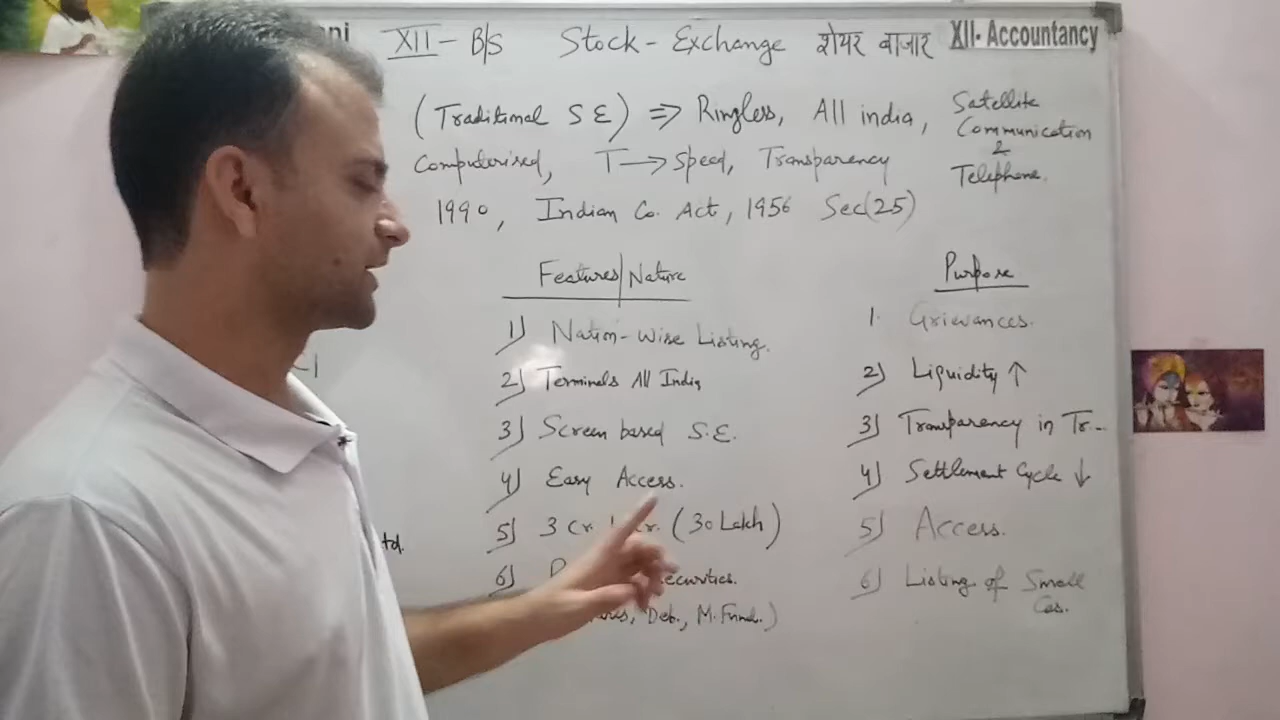 XII - B/S Stock - Exchange शेयर बाजार XII- Accountancy
(Traditional S E) ⇒ Ringless, All india, Satellite Communication & Telephone.
Computerised, T → Speed, Transparency
1990, Indian Co. Act, 1956 Sec(25)
Features/Nature
1) Nation-Wise Listing.
2) Terminals All India
3) Screen based S.E.
4) Easy Access.
5) 3 Cr. (30 Lakh)
6)
Deb., M. Fund.)
Purpose
1. Grievances.
2) Liquidity ↑
3) Transparency in Tr..
4) Settlement Cycle ↓
5) Access.
6) Listing of Small
Cos.
td.